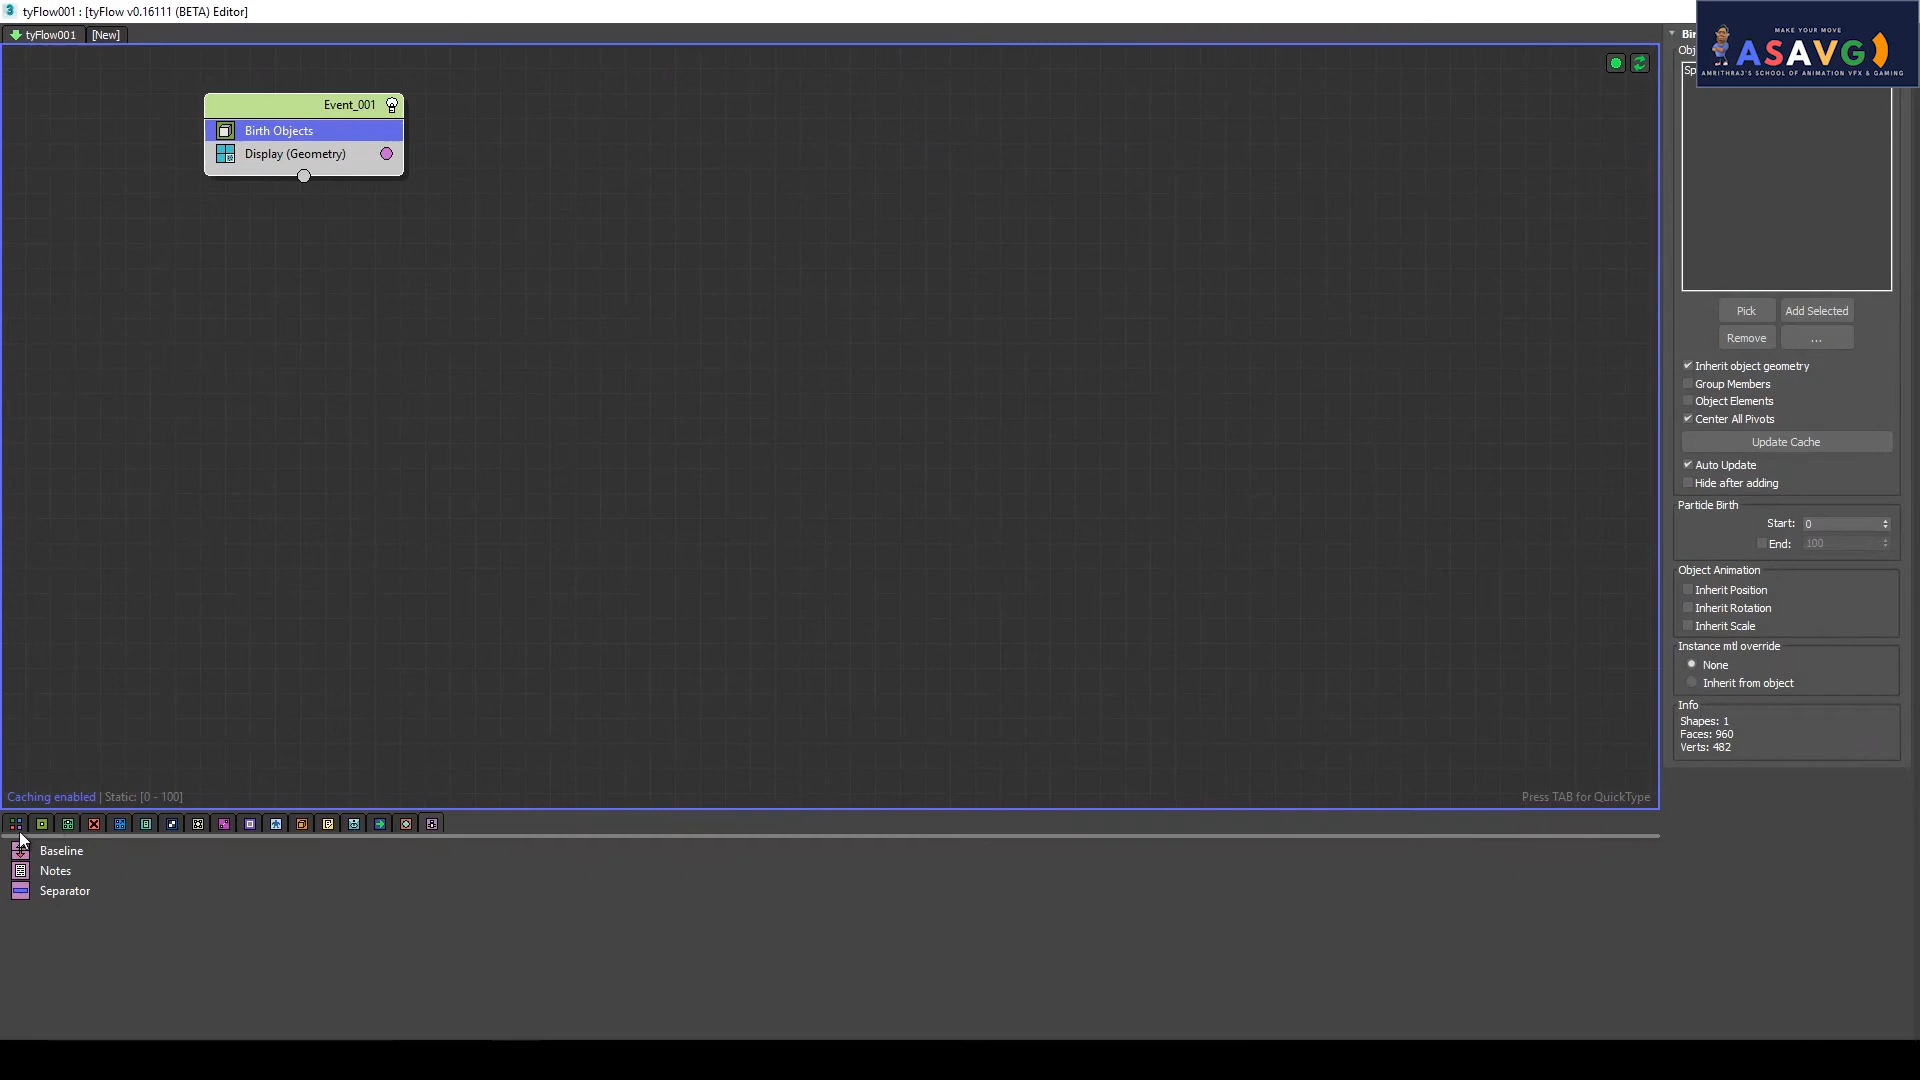 tyFlow001 : [tyFlow v0.16111 (BETA) Editor]
tyFlow001
[New]
MAKE YOUR MOVE
ASAVG
AMRITHRAJ'S SCHOOL OF ANIMATION VFX & GAMING
Event_001
Birth Objects
Display (Geometry)
Pick
Add Selected
Remove
...
Inherit object geometry
Group Members
Object Elements
Center All Pivots
Update Cache
Auto Update
Hide after adding
Particle Birth
Start: 0
End: 100
Object Animation
Inherit Position
Inherit Rotation
Inherit Scale
Instance mtl override
None
Inherit from object
Info
Shapes: 1
Faces: 960
Verts: 482
Caching enabled | Static: [0 - 100]
Press TAB for QuickType
Baseline
Notes
Separator